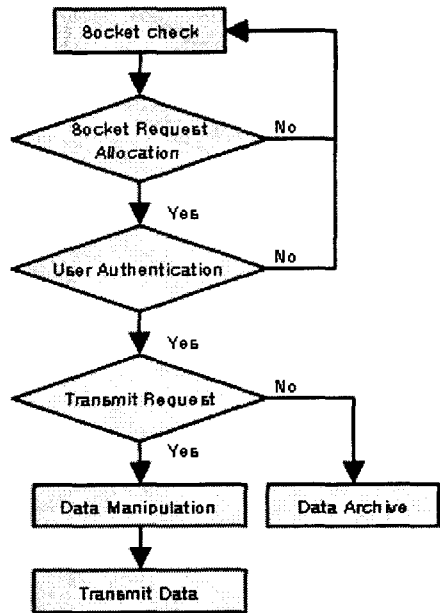 Socket check
Socket Request
Allocation
No
Yes
User Authentication
No
Yes
Transmit Request
No
Yes
Data Manipulation
Data Archive
Transmit Data